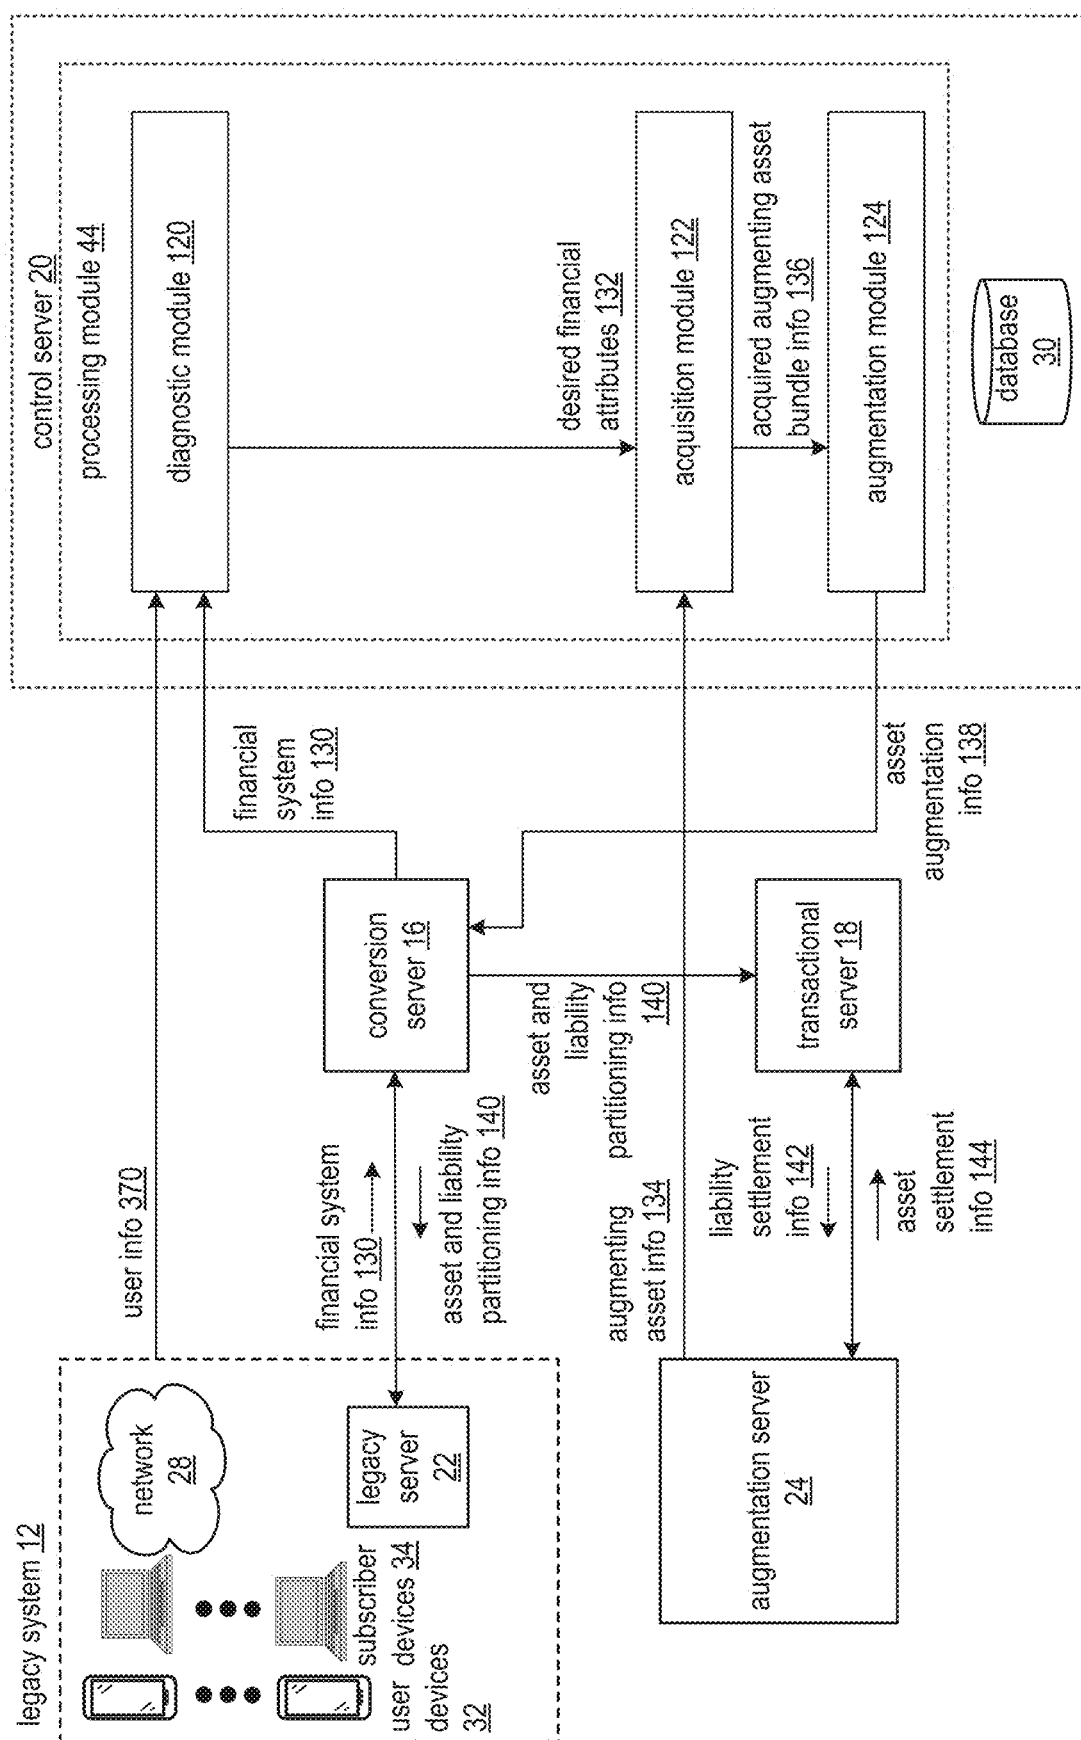 legacy system 12
user devices
32
subscriber
devices 34
network
28
legacy
server
22
user info 370
financial system
info 130
asset and liability
partitioning info 140
conversion
server 16
financial
system
info 130
asset and
liability
partitioning info
140
augmentation server
24
augmenting
asset info 134
liability
settlement
info 142
asset
settlement
info 144
transactional
server 18
asset
augmentation
info 138
control server 20
processing module 44
diagnostic module 120
desired financial
attributes 132
acquisition module 122
acquired augmenting asset
bundle info 136
augmentation module 124
database
30